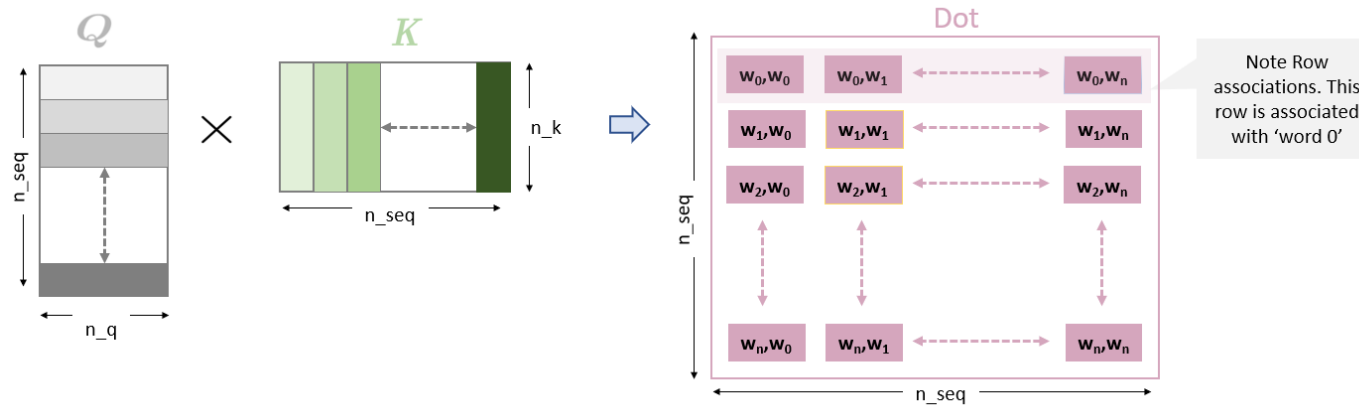 Q
K
Dot
n_seq
n_q
n_k
n_seq
n_seq
w₀,w₀
w₀,w₁
w₀,wₙ
w₁,w₀
w₁,w₁
w₁,wₙ
w₂,w₀
w₂,w₁
w₂,wₙ
wₙ,w₀
wₙ,w₁
wₙ,wₙ
n_seq
Note Row
associations. This
row is associated
with ‘word 0’